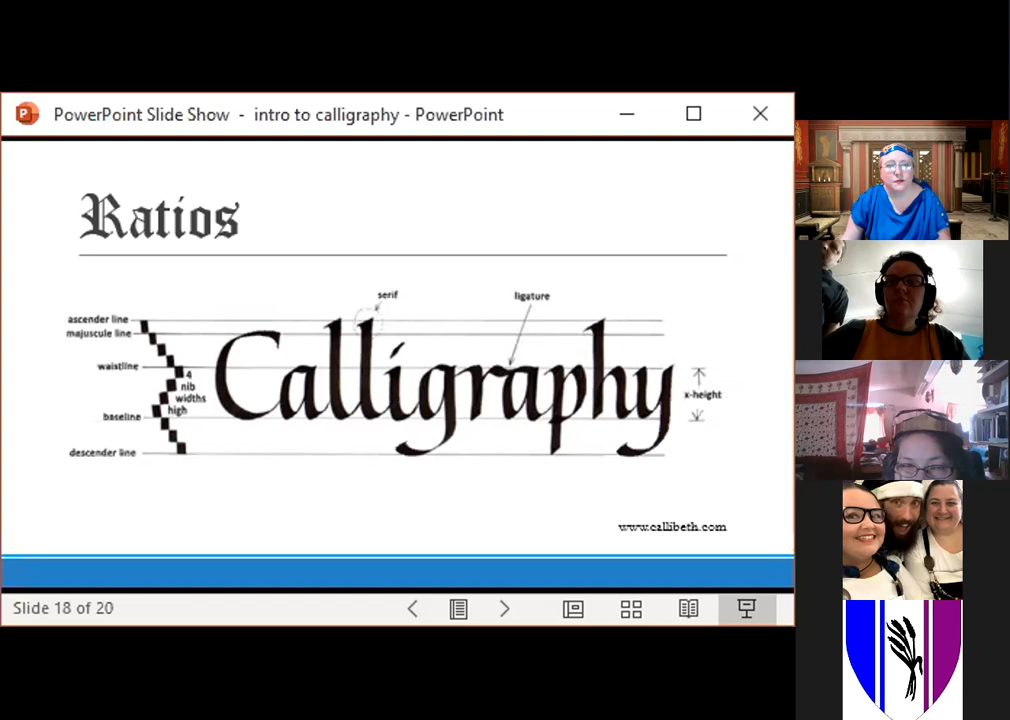 PowerPoint Slide Show - intro to calligraphy - PowerPoint
Ratios
serif
ligature
ascender line
majuscule line
waistline
4
nib
widths
high
baseline
descender line
Calligraphy
x-height
www.callibeth.com
Slide 18 of 20